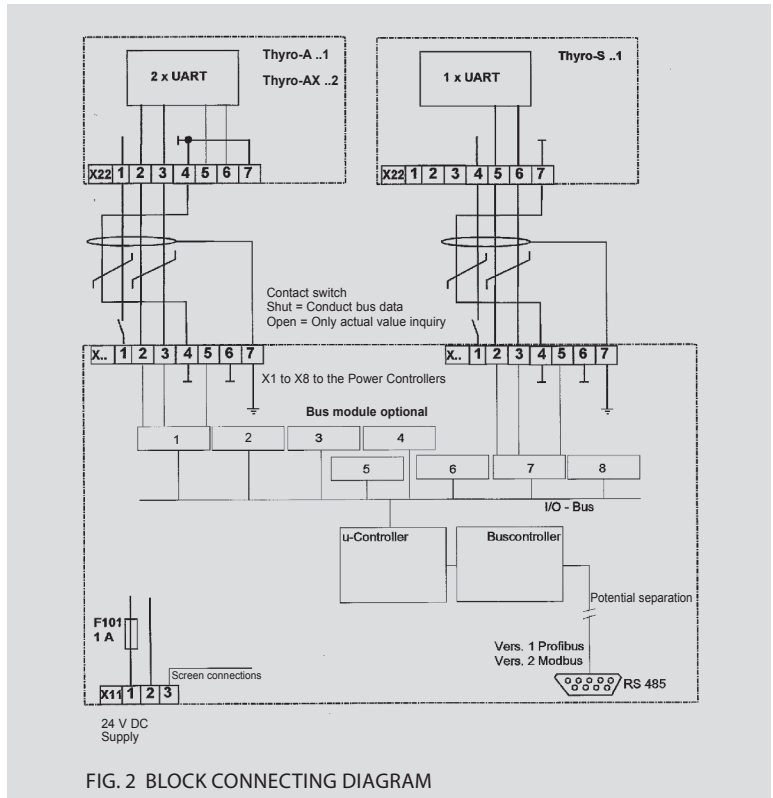 Thyro-A ..1
2 x UART
Thyro-AX ..2
Thyro-S ..1
1 x UART
X22 1 2 3 4 5 6 7
X22 1 2 3 4 5 6 7
Contact switch
Shut = Conduct bus data
Open = Only actual value inquiry
X.. 1 2 3 4 5 6 7
X.. 1 2 3 4 5 6 7
X1 to X8 to the Power Controllers
Bus module optional
1 2 3 4
5 6 7 8
I/O - Bus
u-Controller
Buscontroller
Potential separation
F101
1 A
Vers. 1 Profibus
Vers. 2 Modbus
Screen connections
RS 485
X11 1 2 3
24 V DC
Supply
FIG. 2 BLOCK CONNECTING DIAGRAM